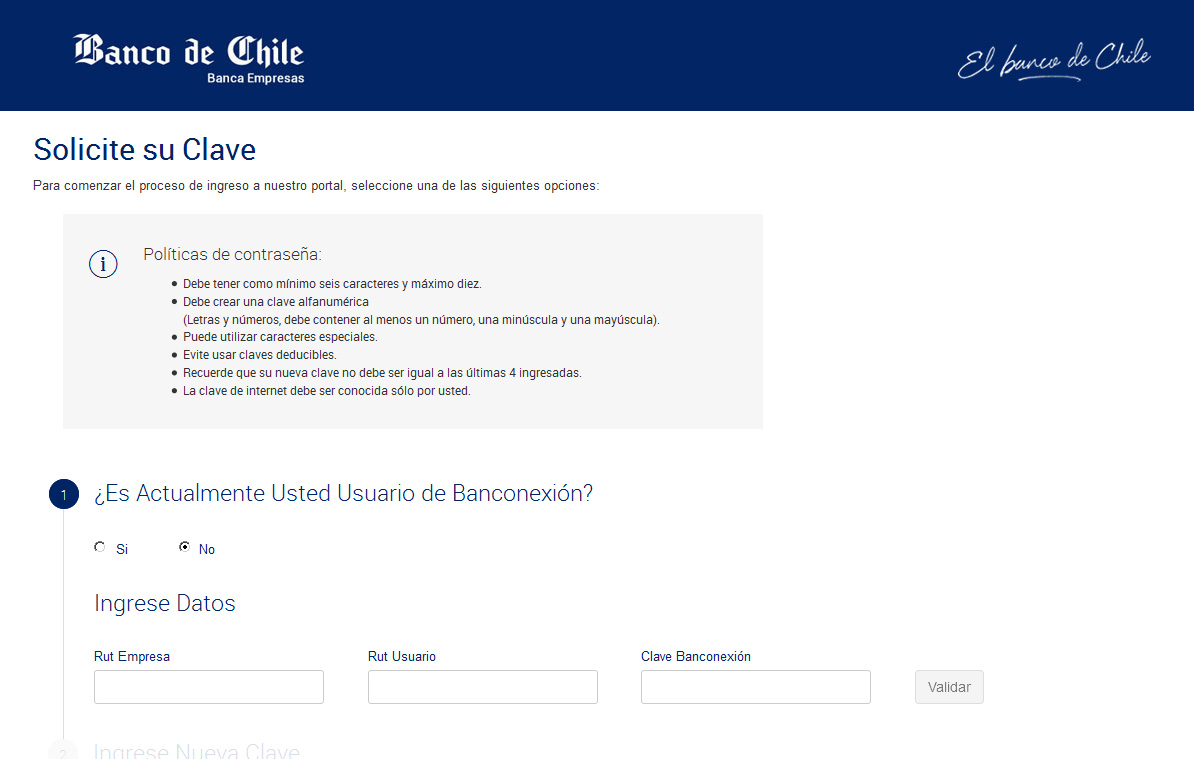 Banco de Chile
Banca Empresas
El banco de Chile
Solicite su Clave
Para comenzar el proceso de ingreso a nuestro portal, seleccione una de las siguientes opciones:
i
Políticas de contraseña:
Debe tener como mínimo seis caracteres y máximo diez.
Debe crear una clave alfanumérica
(Letras y números, debe contener al menos un número, una minúscula y una mayúscula).
Puede utilizar caracteres especiales.
Evite usar claves deducibles.
Recuerde que su nueva clave no debe ser igual a las últimas 4 ingresadas.
La clave de internet debe ser conocida sólo por usted.
1 ¿Es Actualmente Usted Usuario de Banconexión?
Si No
Ingrese Datos
Rut Empresa Rut Usuario Clave Banconexión
Validar
2 Ingrese Nueva Clave